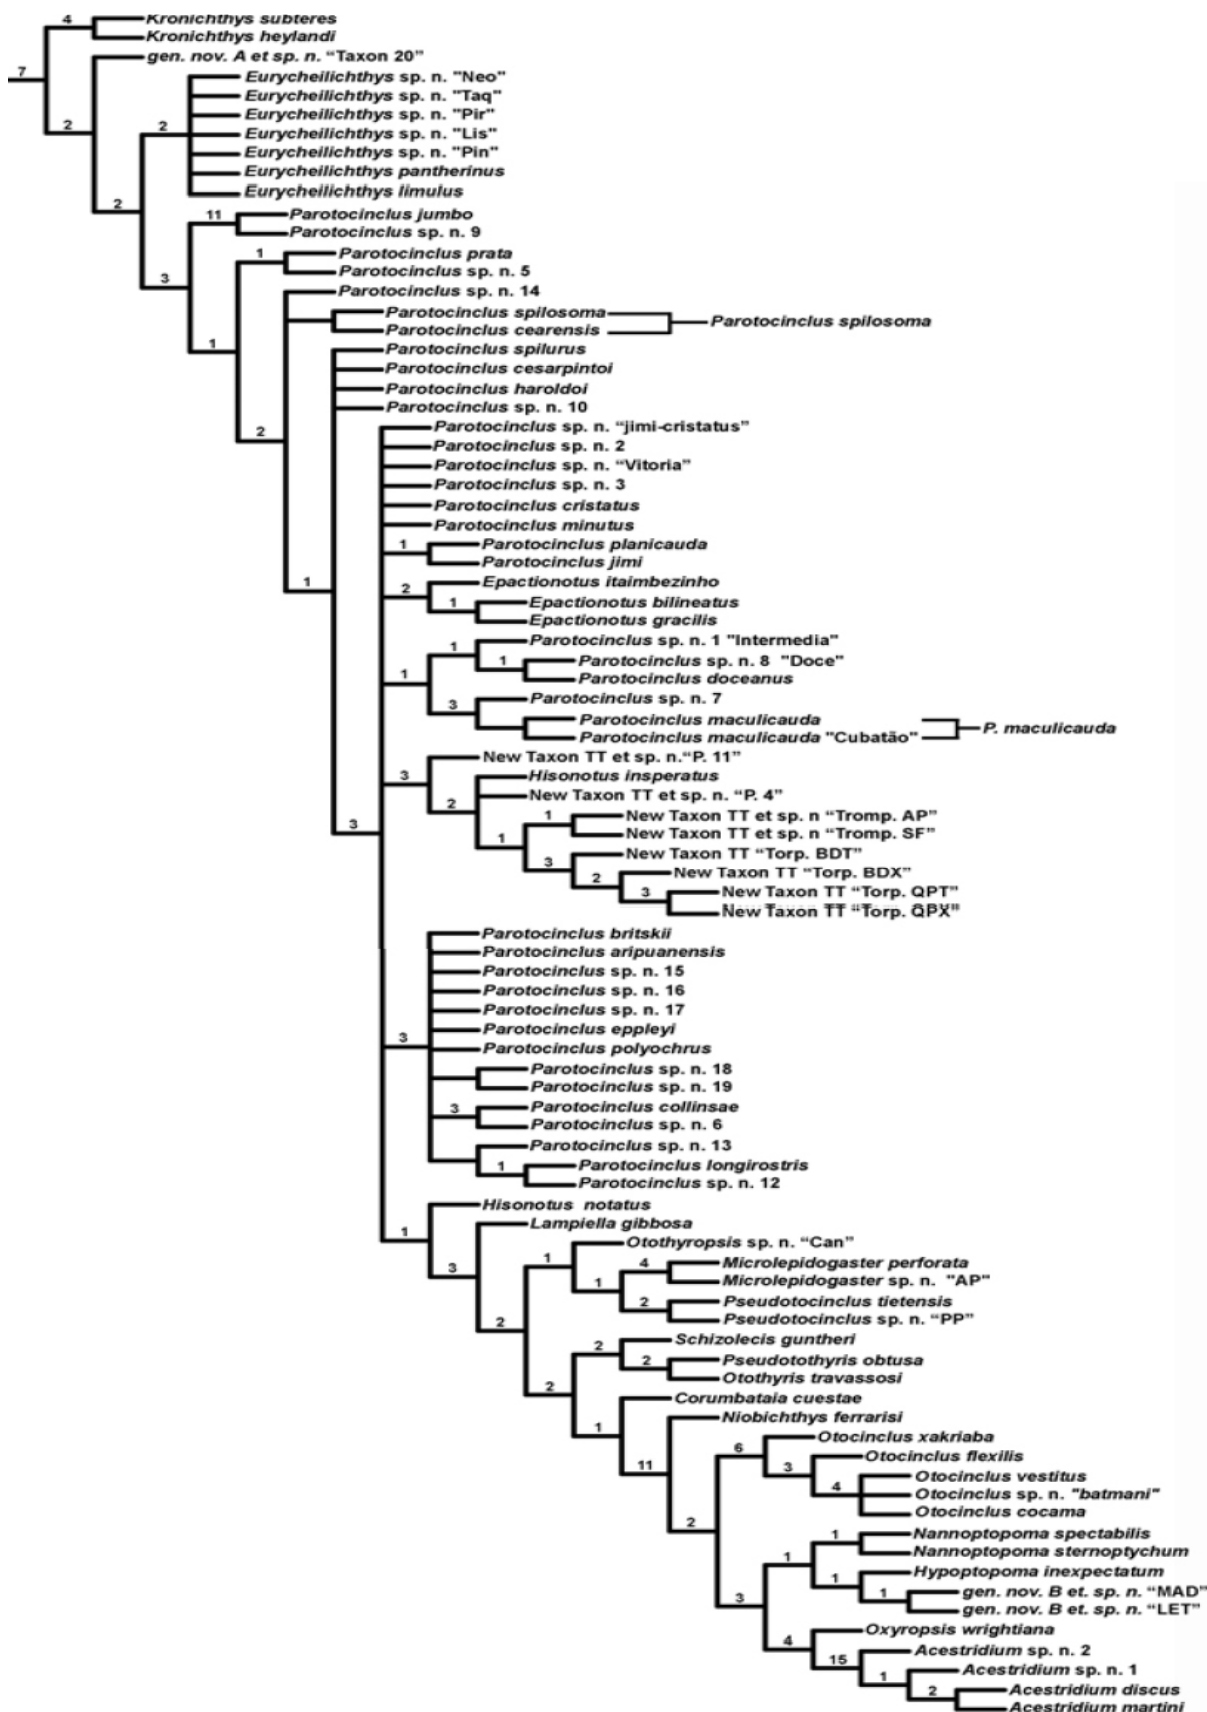 Kronichthys subteres
4
Kronichthys heylandi
gen. nov. A et sp. n. “Taxon 20”
7
Eurycheilichthys sp. n. "Neo"
Eurycheilichthys sp. n. "Taq"
Eurycheilichthys sp. n. "Pir"
2
2
Eurycheilichthys sp. n. "Lis"
Eurycheilichthys sp. n. "Pin"
Eurycheilichthys pantherinus
Eurycheilichthys limulus
2
11
Parotocinclus jumbo
Parotocinclus sp. n. 9
1
Parotocinclus prata
Parotocinclus sp. n. 5
3
Parotocinclus sp. n. 14
Parotocinclus spilosoma
Parotocinclus spilosoma
Parotocinclus cearensis
1
Parotocinclus spilurus
Parotocinclus cesarpintoi
Parotocinclus haroldoi
Parotocinclus sp. n. 10
2
Parotocinclus sp. n. “jimi-cristatus”
Parotocinclus sp. n. 2
Parotocinclus sp. n. “Vitoria”
Parotocinclus sp. n. 3
Parotocinclus cristatus
Parotocinclus minutus
1
Parotocinclus planicauda
Parotocinclus jimi
1
2
Epactionotus itaimbezinho
1
Epactionotus bilineatus
Epactionotus gracilis
1
Parotocinclus sp. n. 1 "Intermedia"
1
Parotocinclus sp. n. 8 "Doce"
1
Parotocinclus doceanus
3
Parotocinclus sp. n. 7
Parotocinclus maculicauda
P. maculicauda
Parotocinclus maculicauda "Cubatão"
New Taxon TT et sp. n.“P. 11”
3
Hisonotus insperatus
2
New Taxon TT et sp. n. “P. 4”
1
New Taxon TT et sp. n “Tromp. AP”
3
1
New Taxon TT et sp. n “Tromp. SF”
3
New Taxon TT “Torp. BDT”
2
New Taxon TT “Torp. BDX”
3
New Taxon TT “Torp. QPT”
New Taxon TT “Torp. QPX”
Parotocinclus britskii
Parotocinclus aripuanensis
Parotocinclus sp. n. 15
Parotocinclus sp. n. 16
Parotocinclus sp. n. 17
Parotocinclus eppleyi
3
Parotocinclus polyochrus
Parotocinclus sp. n. 18
Parotocinclus sp. n. 19
3
Parotocinclus collinsae
Parotocinclus sp. n. 6
Parotocinclus sp. n. 13
1
Parotocinclus longirostris
Parotocinclus sp. n. 12
Hisonotus notatus
1
Lampiella gibbosa
Otothyropsis sp. n. “Can”
3
1
4
Microlepidogaster perforata
1
Microlepidogaster sp. n. "AP"
2
Pseudotocinclus tietensis
2
Pseudotocinclus sp. n. “PP”
2
Schizolecis guntheri
2
Pseudotothyris obtusa
Otothyris travassosi
2
Corumbataia cuestae
1
Niobichthys ferrarisi
6
Otocinclus xakriaba
11
3
Otocinclus flexilis
Otocinclus vestitus
4
Otocinclus sp. n. "batmani"
Otocinclus cocama
2
1
Nannoptopoma spectabilis
1
Nannoptopoma sternoptychum
1
Hypoptopoma inexpectatum
1
gen. nov. B et. sp. n. “MAD”
3
gen. nov. B et. sp. n. “LET”
4
Oxyropsis wrightiana
15
Acestridium sp. n. 2
1
Acestridium sp. n. 1
2
Acestridium discus
Acestridium martini